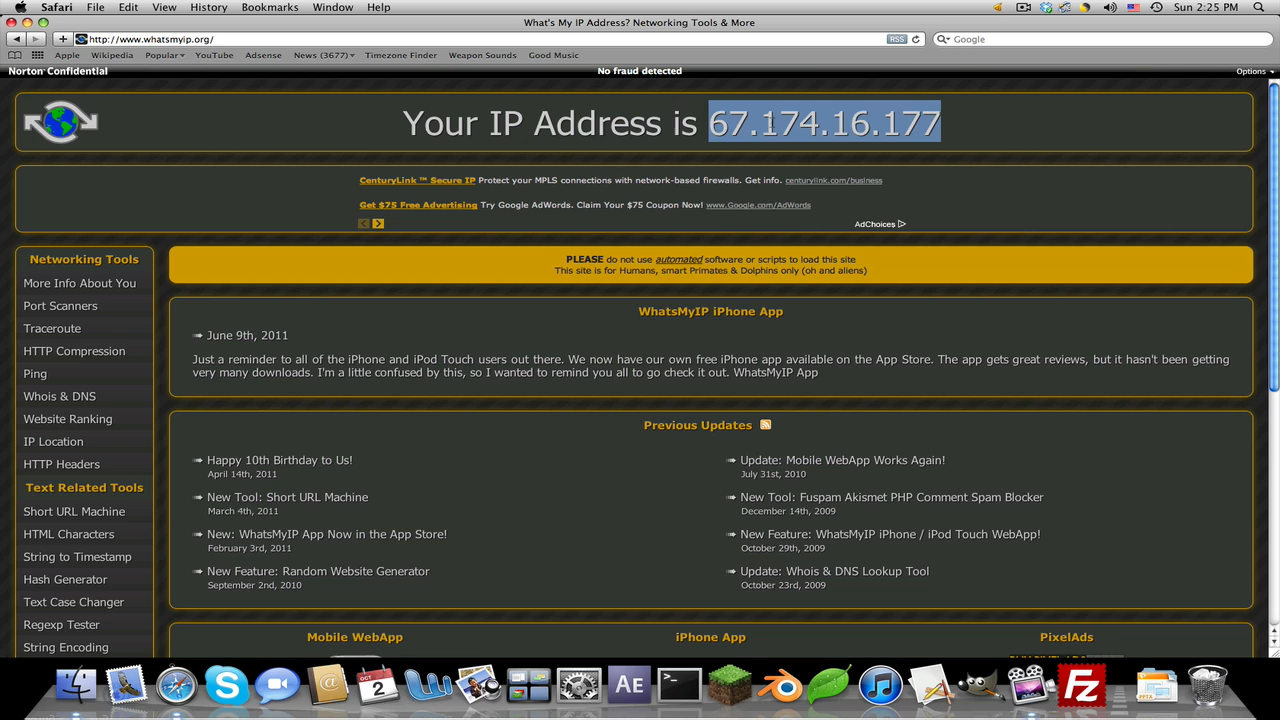 Safari File Edit View History Bookmarks Window Help Sun 2:25 PM
What's My IP Address? Networking Tools & More
http://www.whatsmyip.org/ RSS Google
Apple Wikipedia Popular YouTube Adsense News (3677) Timezone Finder Weapon Sounds Good Music
Norton Confidential No fraud detected Options
Your IP Address is 67.174.16.177
CenturyLink ™ Secure IP Protect your MPLS connections with network-based firewalls. Get info. centurylink.com/business
Get $75 Free Advertising Try Google AdWords. Claim Your $75 Coupon Now! www.Google.com/AdWords
AdChoices
Networking Tools
More Info About You
Port Scanners
Traceroute
HTTP Compression
Ping
Whois & DNS
Website Ranking
IP Location
HTTP Headers
Text Related Tools
Short URL Machine
HTML Characters
String to Timestamp
Hash Generator
Text Case Changer
Regexp Tester
String Encoding
PLEASE do not use automated software or scripts to load this site
This site is for Humans, smart Primates & Dolphins only (oh and aliens)
WhatsMyIP iPhone App
June 9th, 2011
Just a reminder to all of the iPhone and iPod Touch users out there. We now have our own free iPhone app available on the App Store. The app gets great reviews, but it hasn't been getting
very many downloads. I'm a little confused by this, so I wanted to remind you all to go check it out. WhatsMyIP App
Previous Updates
Happy 10th Birthday to Us!
April 14th, 2011
New Tool: Short URL Machine
March 4th, 2011
New: WhatsMyIP App Now in the App Store!
February 3rd, 2011
New Feature: Random Website Generator
September 2nd, 2010
Update: Mobile WebApp Works Again!
July 31st, 2010
New Tool: Fuspam Akismet PHP Comment Spam Blocker
December 14th, 2009
New Feature: WhatsMyIP iPhone / iPod Touch WebApp!
October 29th, 2009
Update: Whois & DNS Lookup Tool
October 23rd, 2009
Mobile WebApp
iPhone App
PixelAds
OCT
2
AE
Fz